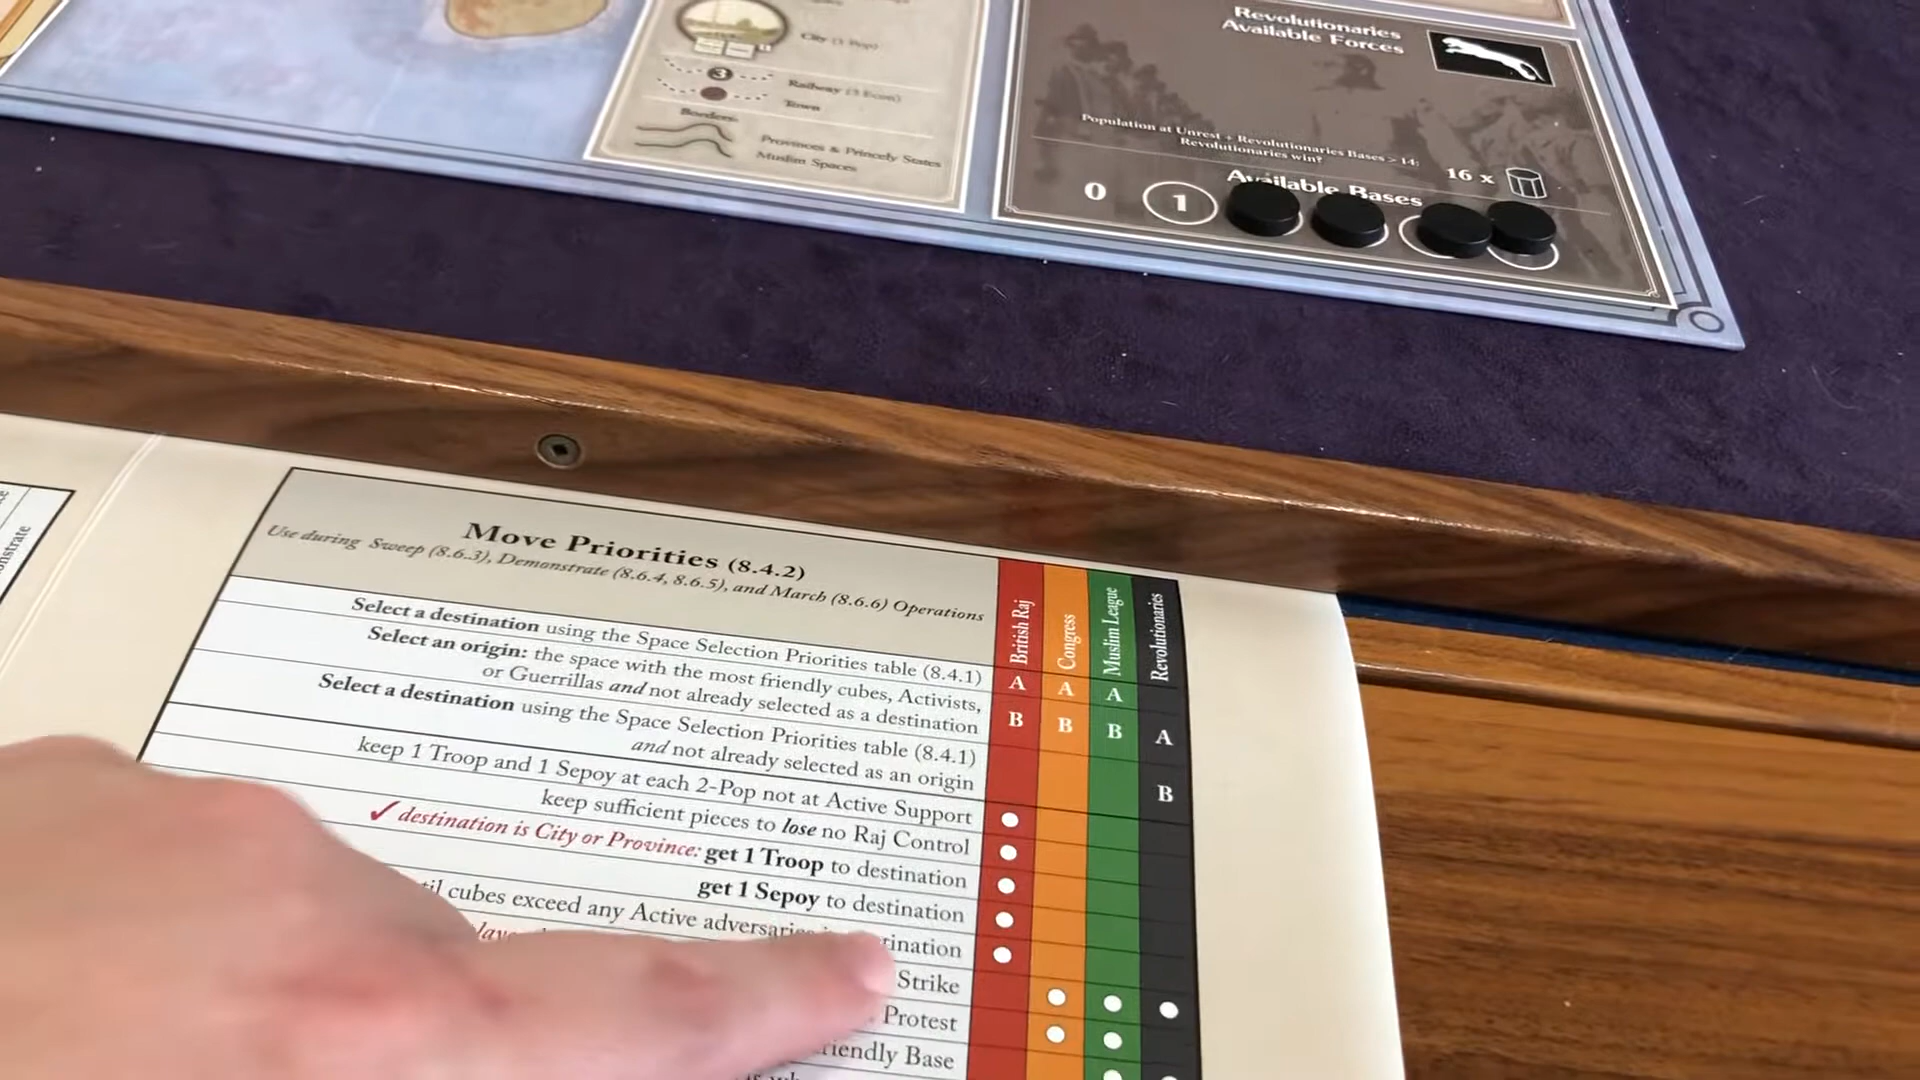 City (3 Pop)
3
Railway (3 Econ)
Town
Borders
Provinces & Princely States
Muslim Spaces
Revolutionaries
Available Forces
Population at Unrest + Revolutionaries Bases > 14:
Revolutionaries win?
16 x
Available Bases
0 1
Move Priorities (8.4.2)
Use during Sweep (8.6.3), Demonstrate (8.6.4, 8.6.5), and March (8.6.6) Operations
British Raj
Congress
Muslim League
Revolutionaries
Select a destination using the Space Selection Priorities table (8.4.1) A A A
Select an origin: the space with the most friendly cubes, Activists,
or Guerrillas and not already selected as a destination B B B A
Select a destination using the Space Selection Priorities table (8.4.1)
and not already selected as an origin B
keep 1 Troop and 1 Sepoy at each 2-Pop not at Active Support
keep sufficient pieces to lose no Raj Control
✓ destination is City or Province: get 1 Troop to destination
get 1 Sepoy to destination
cubes exceed any Active
Strike
Protest
Base